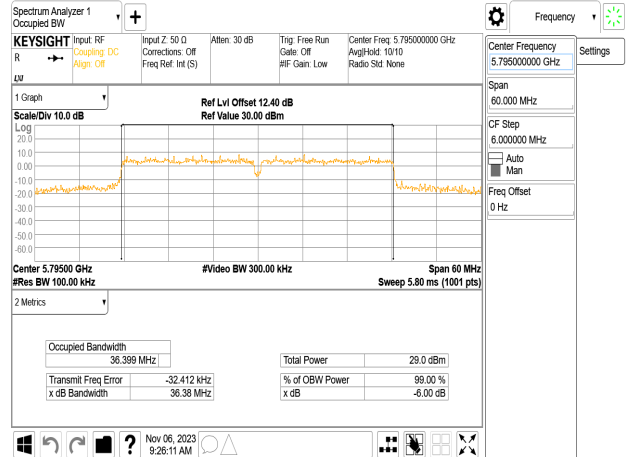 Spectrum Analyzer 1
Occupied BW
Frequency
KEYSIGHT
R
LXI
Input: RF
Coupling: DC
Align: Off
Input Z: 50 Ω
Corrections: Off
Freq Ref: Int (S)
Atten: 30 dB
Trig: Free Run
Gate: Off
#IF Gain: Low
Center Freq: 5.795000000 GHz
Avg|Hold: 10/10
Radio Std: None
Center Frequency
5.795000000 GHz
Settings
Span
60.000 MHz
CF Step
6.000000 MHz
Auto
Man
Freq Offset
0 Hz
1 Graph
Scale/Div 10.0 dB
Ref Lvl Offset 12.40 dB
Ref Value 30.00 dBm
Log
20.0
10.0
0.00
-10.0
-20.0
-30.0
-40.0
-50.0
-60.0
Center 5.79500 GHz
#Video BW 300.00 kHz
Span 60 MHz
#Res BW 100.00 kHz
Sweep 5.80 ms (1001 pts)
2 Metrics
Occupied Bandwidth
36.399 MHz
Total Power 29.0 dBm
Transmit Freq Error -32.412 kHz
% of OBW Power 99.00 %
x dB Bandwidth 36.38 MHz
x dB -6.00 dB
?
Nov 06, 2023
9:26:11 AM